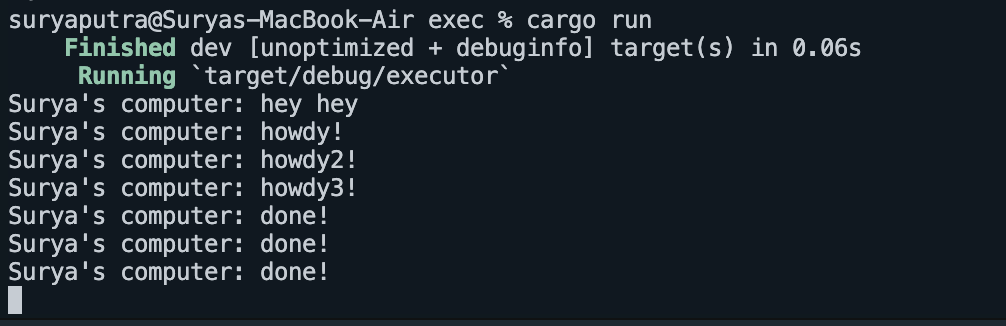 suryaputra@Suryas-MacBook-Air exec % cargo run
    Finished dev [unoptimized + debuginfo] target(s) in 0.06s
     Running `target/debug/executor`
Surya's computer: hey hey
Surya's computer: howdy!
Surya's computer: howdy2!
Surya's computer: howdy3!
Surya's computer: done!
Surya's computer: done!
Surya's computer: done!